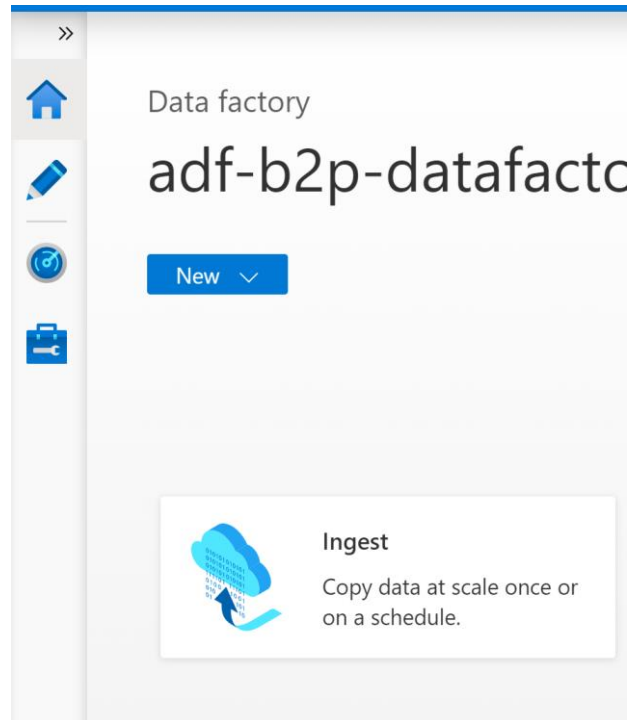 Data factory
adf-b2p-datafacto
New
Ingest
Copy data at scale once or
on a schedule.